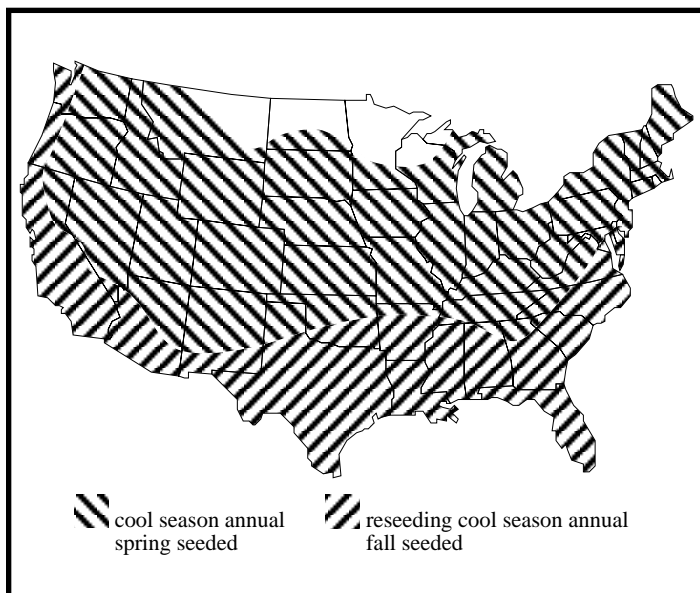 cool season annual
spring seeded
reseeding cool season annual
fall seeded